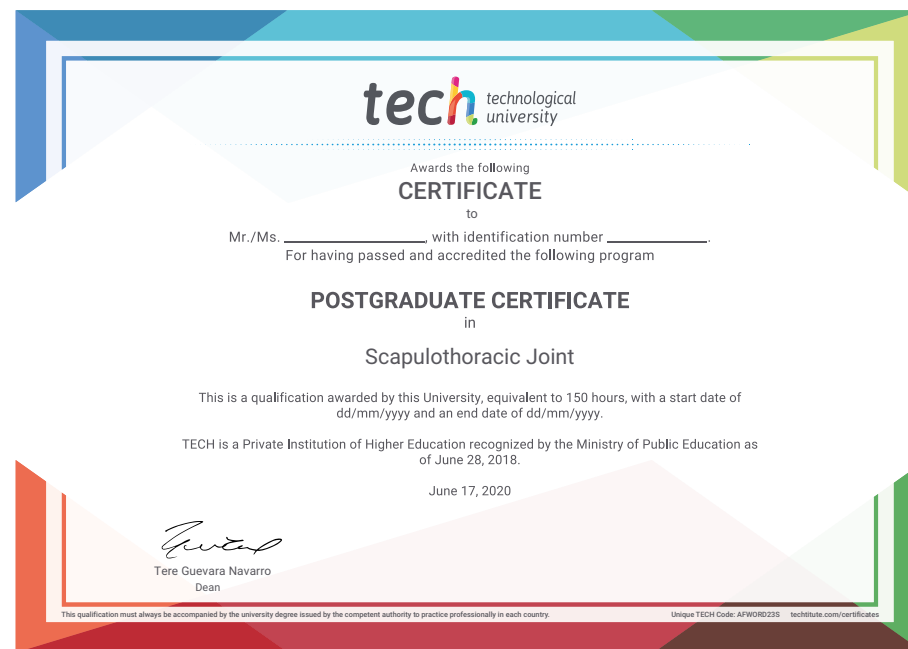 tech technological
university
Awards the following
CERTIFICATE
to
Mr./Ms. ____________________, with identification number ______________.
For having passed and accredited the following program
POSTGRADUATE CERTIFICATE
in
Scapulothoracic Joint
This is a qualification awarded by this University, equivalent to 150 hours, with a start date of
dd/mm/yyyy and an end date of dd/mm/yyyy.
TECH is a Private Institution of Higher Education recognized by the Ministry of Public Education as
of June 28, 2018.
June 17, 2020
Tere Guevara Navarro
Dean
This qualification must always be accompanied by the university degree issued by the competent authority to practice professionally in each country. Unique TECH Code: AFWORD23S techtitute.com/certificates